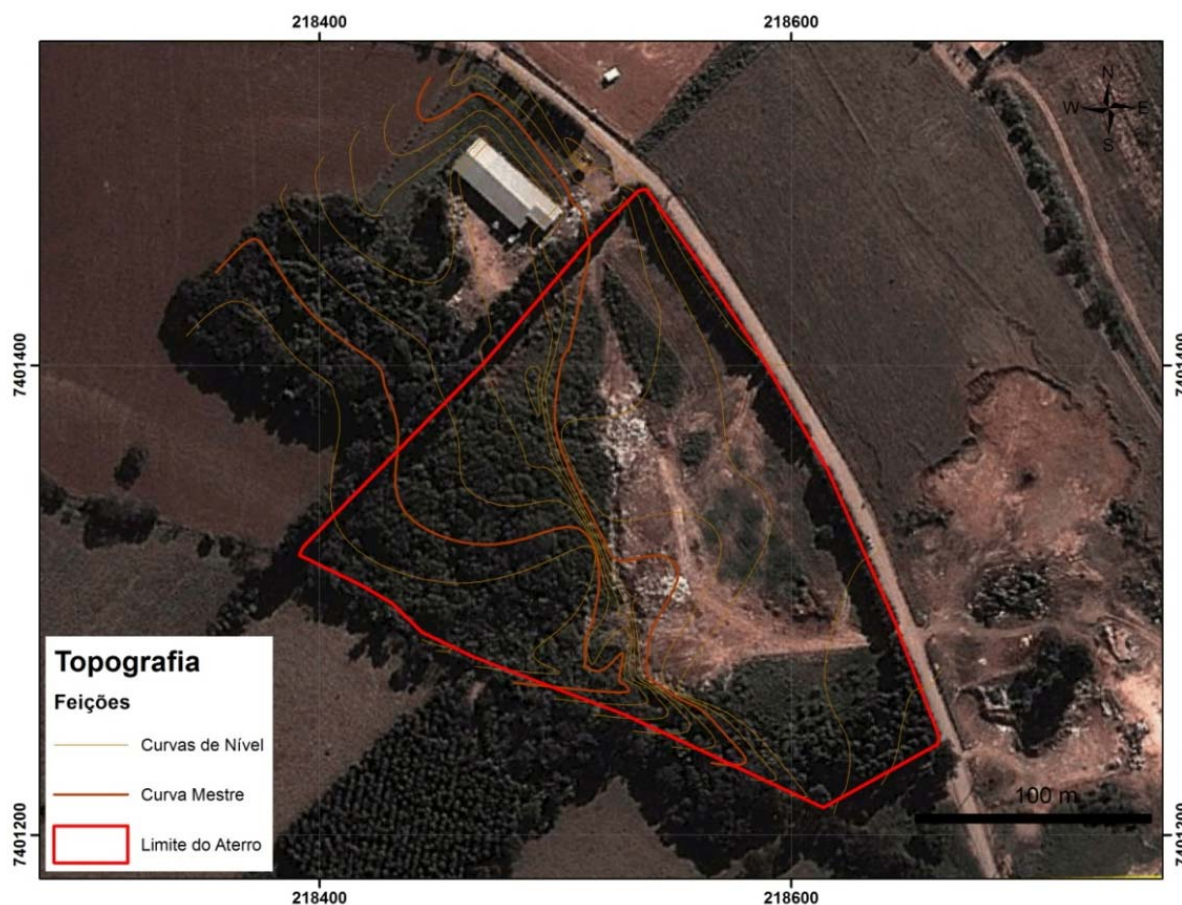 218400
218600
N
W
E
S
7401400
7401400
Topografia
Feições
Curvas de Nível
Curva Mestre
Limite do Aterro
100 m
7401200
7401200
218400
218600